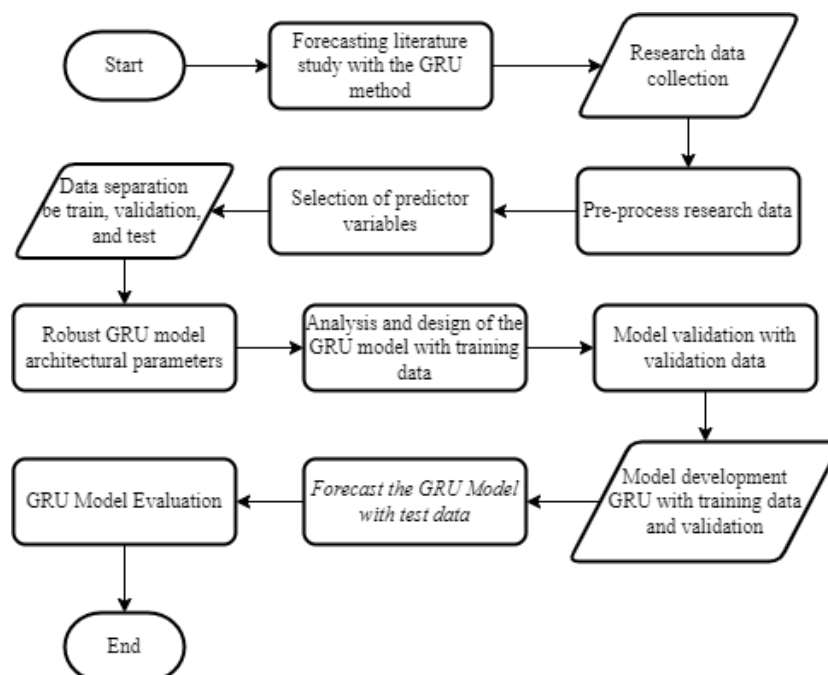 Start
Forecasting literature
study with the GRU
method
Research data
collection
Pre-process research data
Selection of predictor
variables
Data separation
be train, validation,
and test
Robust GRU model
architectural parameters
Analysis and design of the
GRU model with training
data
Model validation with
validation data
Model development
GRU with training data
and validation
Forecast the GRU Model
with test data
GRU Model Evaluation
End